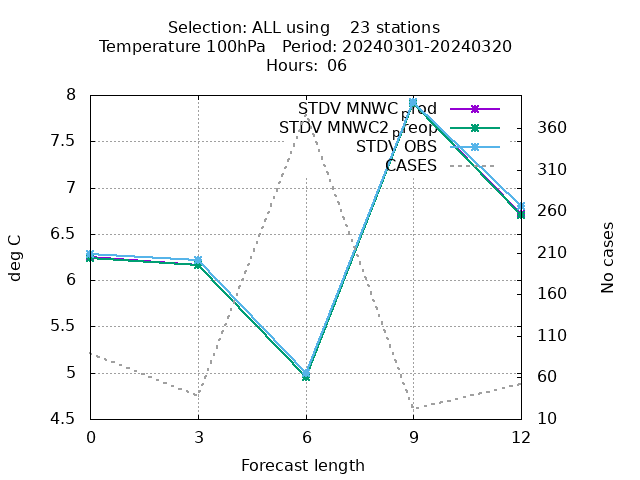 Selection: ALL using    23 stations
Temperature 100hPa   Period: 20240301-20240320
Hours: 06
STDV MNWC_prod
STDV MNWC2_preop
STDV OBS
CASES
8
7.5
7
6.5
6
5.5
5
4.5
deg C
360
310
260
210
160
110
60
10
No cases
0 3 6 9 12
Forecast length